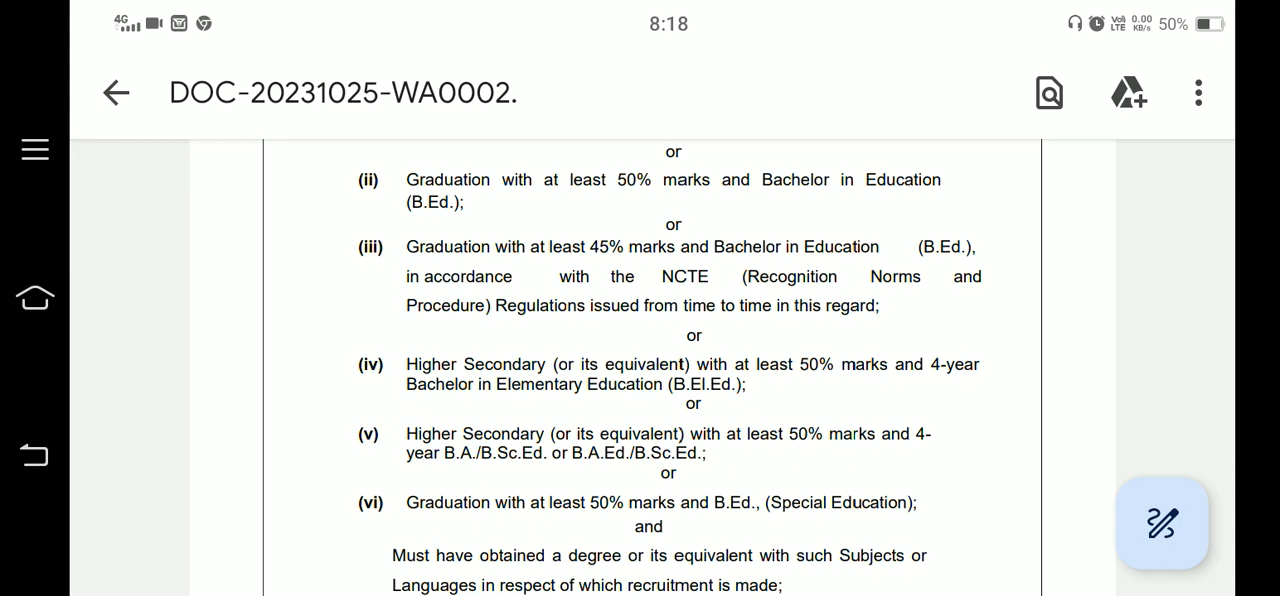 4G 8:18 Vo) LTE 0.00 KB/s 50%
DOC-20231025-WA0002.
or
(ii) Graduation with at least 50% marks and Bachelor in Education
(B.Ed.);
or
(iii) Graduation with at least 45% marks and Bachelor in Education (B.Ed.),
in accordance with the NCTE (Recognition Norms and
Procedure) Regulations issued from time to time in this regard;
or
(iv) Higher Secondary (or its equivalent) with at least 50% marks and 4-year
Bachelor in Elementary Education (B.El.Ed.);
or
(v) Higher Secondary (or its equivalent) with at least 50% marks and 4-
year B.A./B.Sc.Ed. or B.A.Ed./B.Sc.Ed.;
or
(vi) Graduation with at least 50% marks and B.Ed., (Special Education);
and
Must have obtained a degree or its equivalent with such Subjects or
Languages in respect of which recruitment is made;